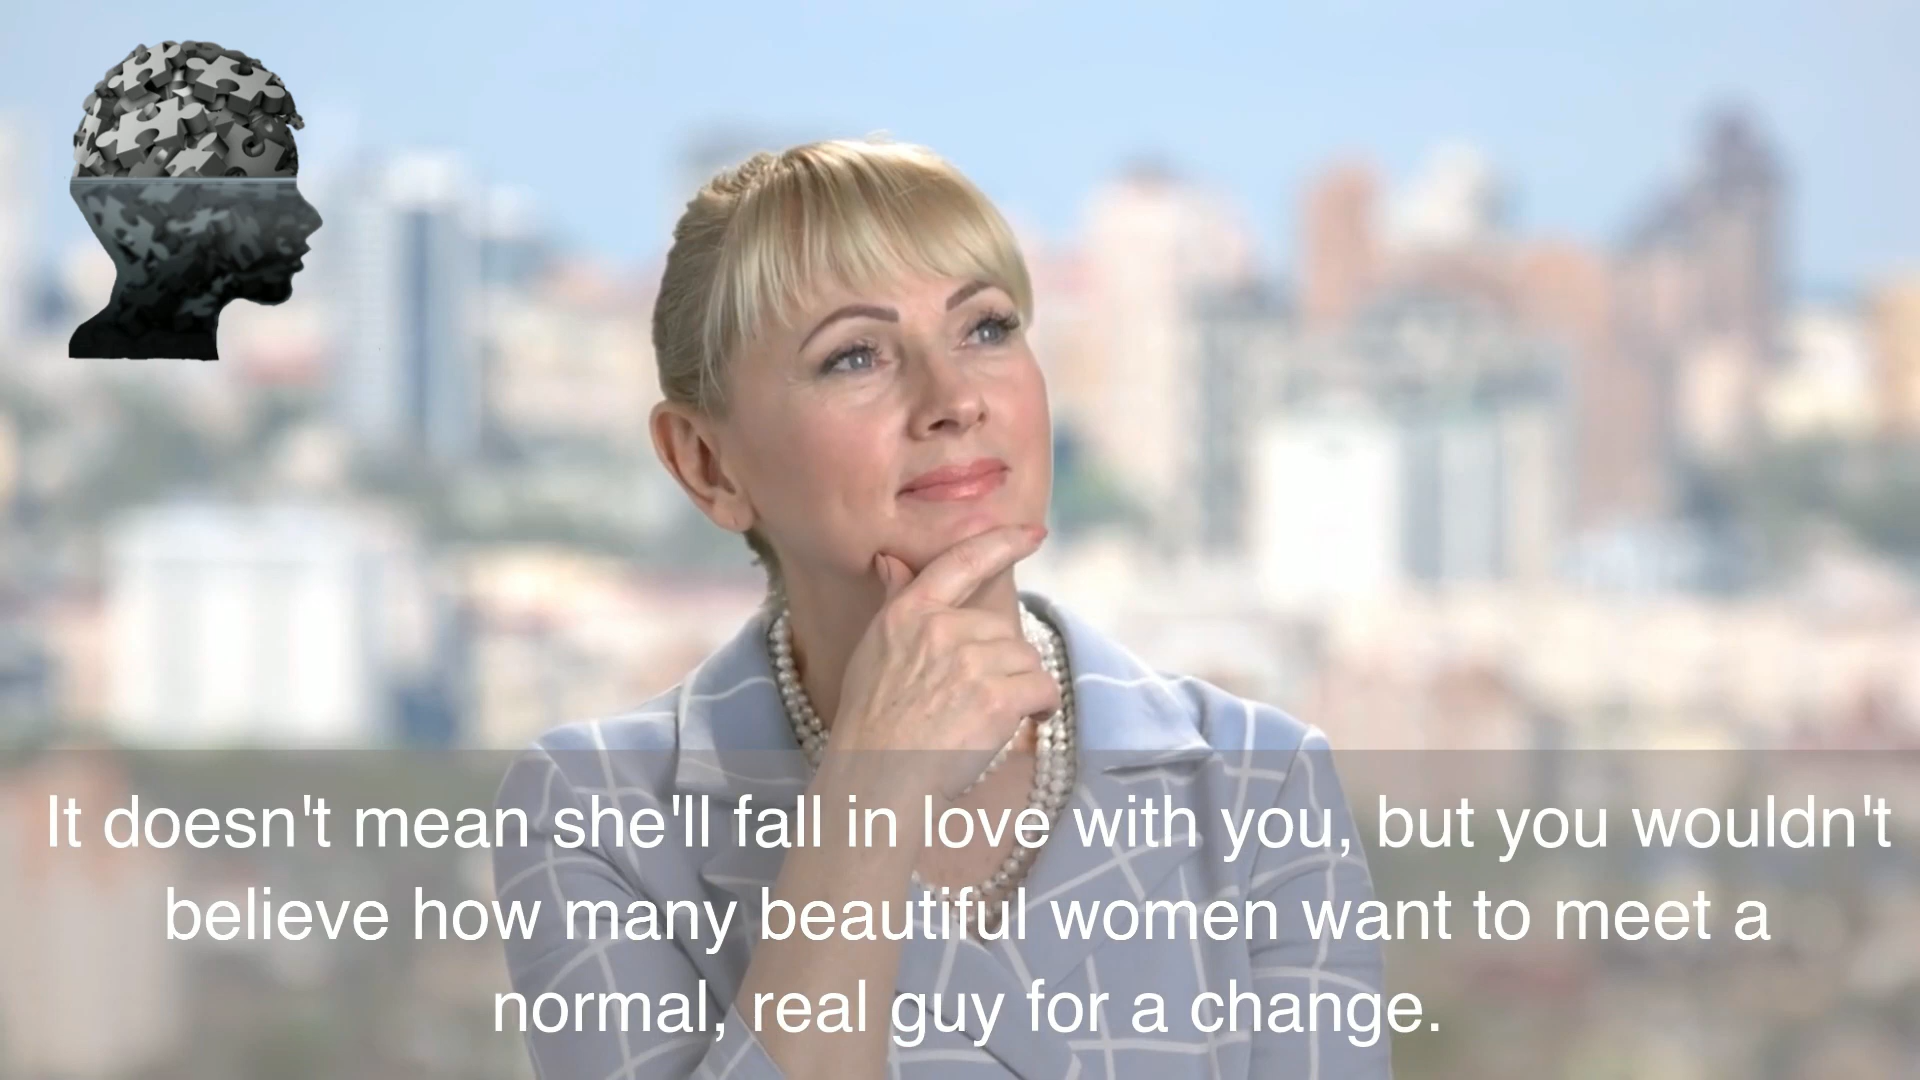 It doesn't mean she'll fall in love with you, but you wouldn't
believe how many beautiful women want to meet a
normal, real guy for a change.